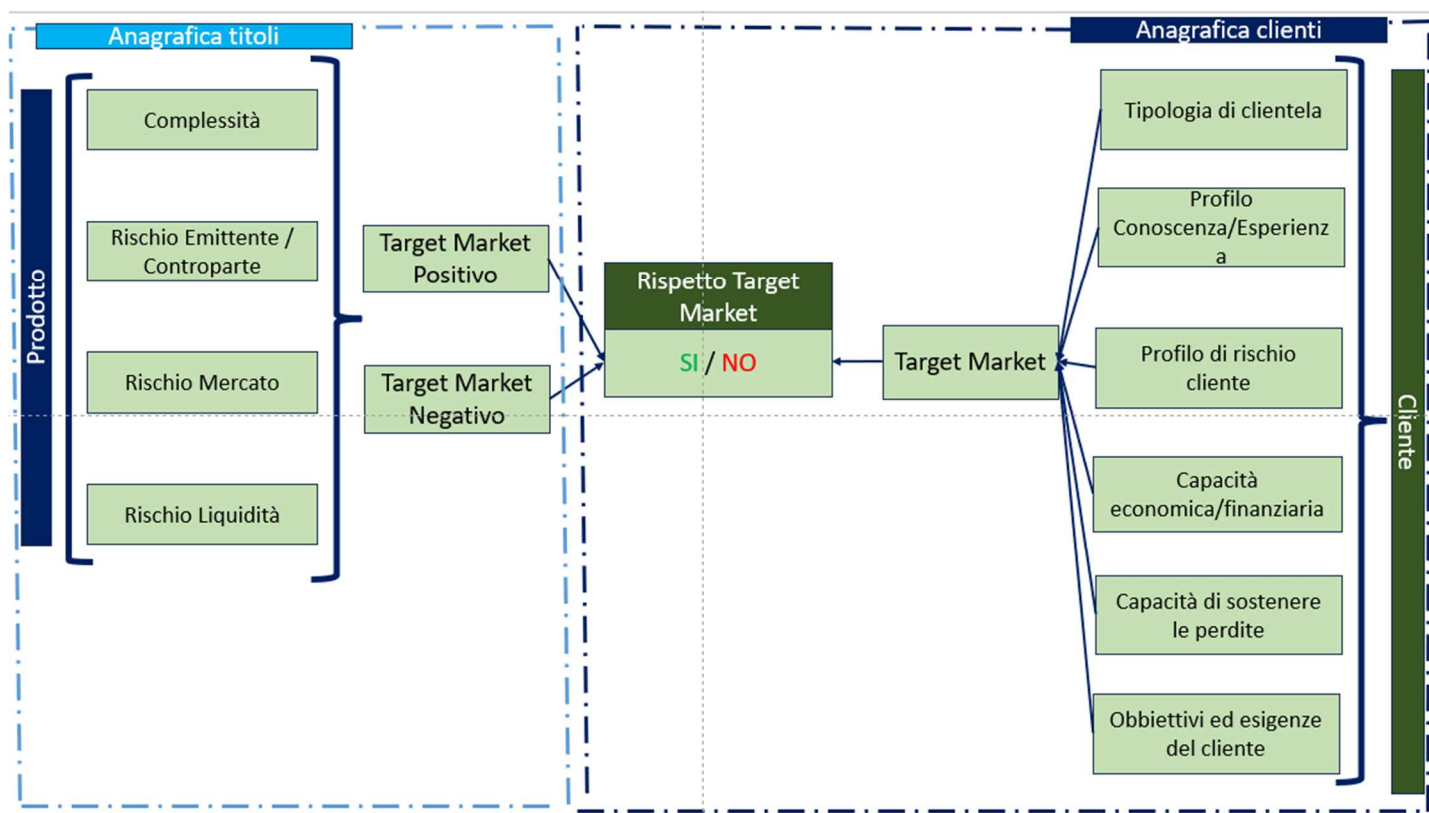 Anagrafica titoli
Prodotto
Complessità
Rischio Emittente /
Controparte
Rischio Mercato
Rischio Liquidità
Target Market
Positivo
Target Market
Negativo
Anagrafica clienti
Rispetto Target
Market
SI / NO
Target Market
Tipologia di clientela
Profilo
Conoscenza/Esperienz
a
Profilo di rischio
cliente
Capacità
economica/finanziaria
Capacità di sostenere
le perdite
Obbiettivi ed esigenze
del cliente
Cliente